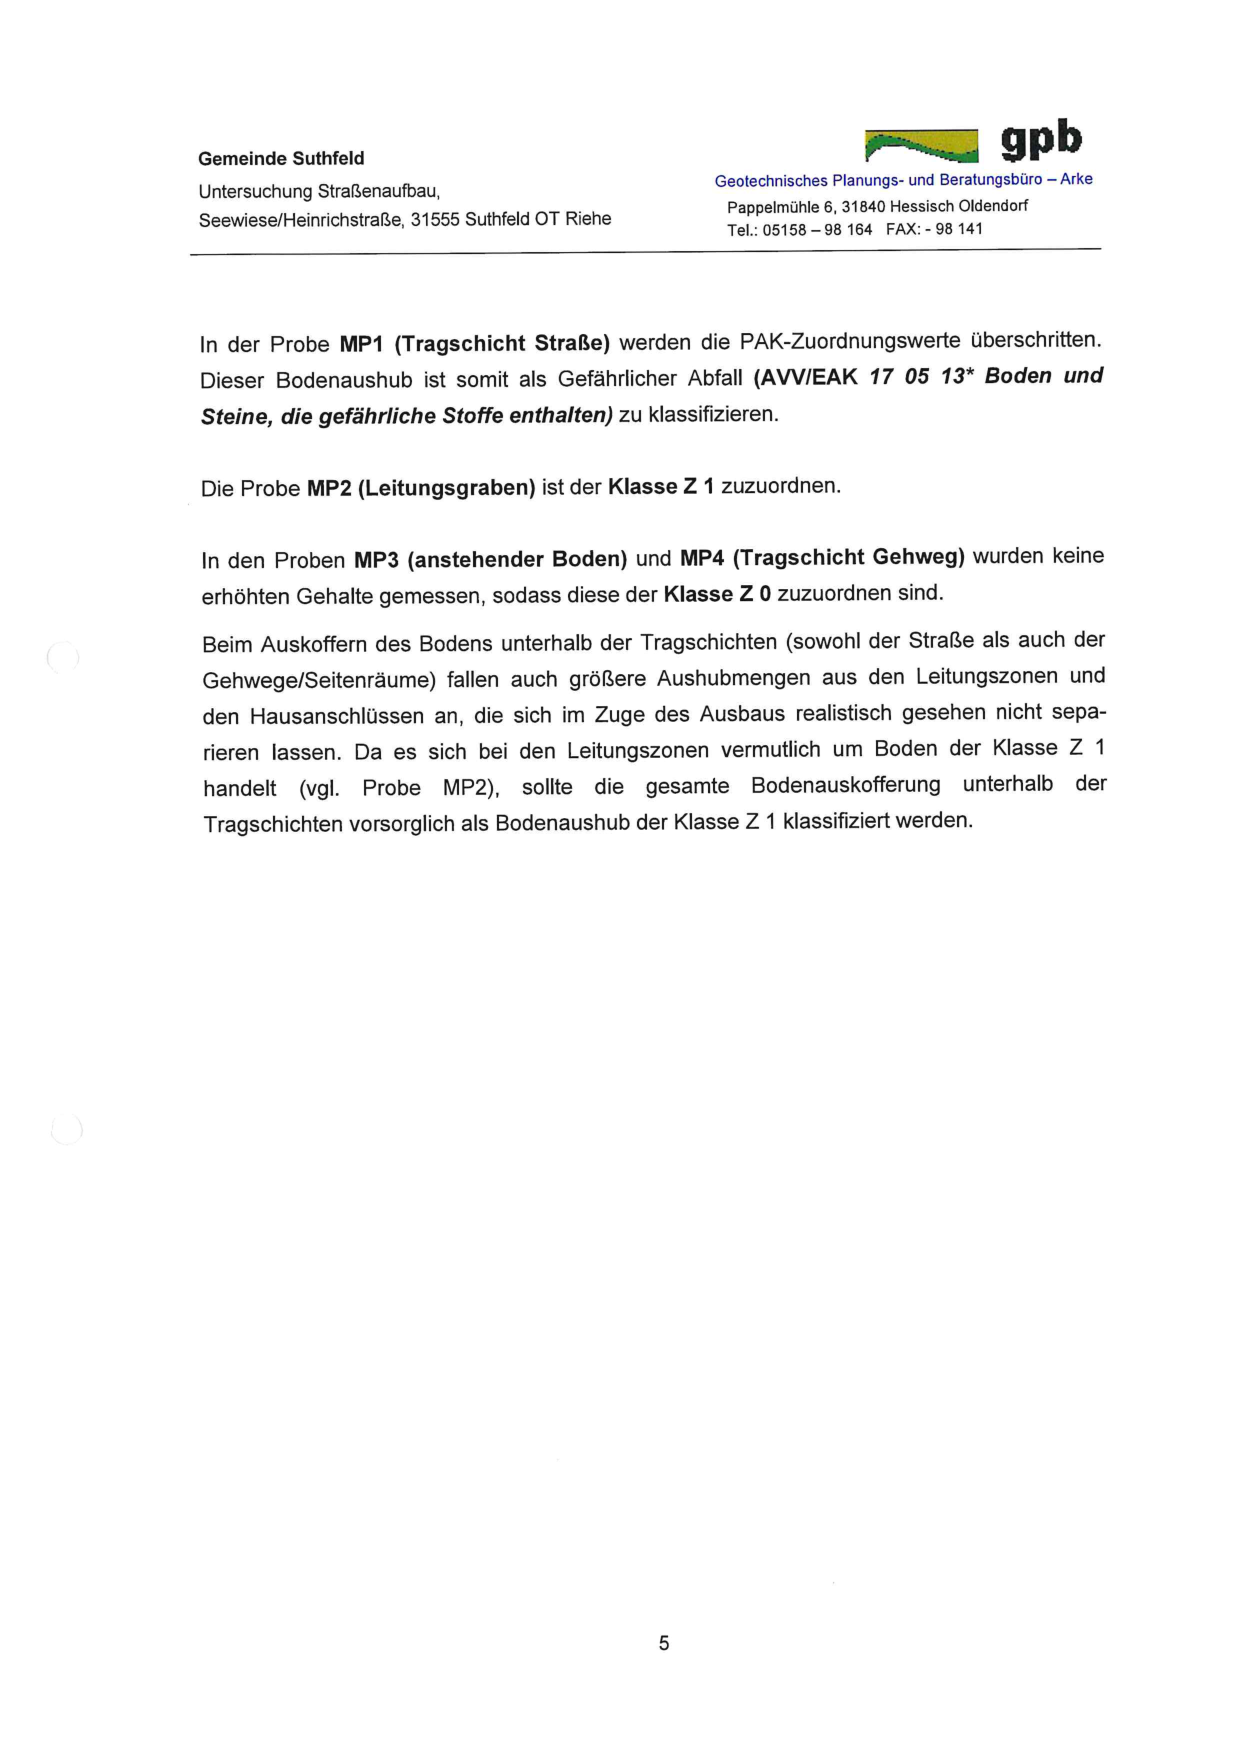 Gemeinde Suthfeld
Untersuchung Straßenaufbau,
Seewiese/Heinrichstraße, 31555 Suthfeld OT Riehe
gpb
Geotechnisches Planungs- und Beratungsbüro – Arke
Pappelmühle 6, 31840 Hessisch Oldendorf
Tel.: 05158 – 98 164 FAX: - 98 141
In der Probe MP1 (Tragschicht Straße) werden die PAK-Zuordnungswerte überschritten.
Dieser Bodenaushub ist somit als Gefährlicher Abfall (AVV/EAK 17 05 13* Boden und
Steine, die gefährliche Stoffe enthalten) zu klassifizieren.
Die Probe MP2 (Leitungsgraben) ist der Klasse Z 1 zuzuordnen.
In den Proben MP3 (anstehender Boden) und MP4 (Tragschicht Gehweg) wurden keine
erhöhten Gehalte gemessen, sodass diese der Klasse Z 0 zuzuordnen sind.
Beim Auskoffern des Bodens unterhalb der Tragschichten (sowohl der Straße als auch der
Gehwege/Seitenräume) fallen auch größere Aushubmengen aus den Leitungszonen und
den Hausanschlüssen an, die sich im Zuge des Ausbaus realistisch gesehen nicht sepa-
rieren lassen. Da es sich bei den Leitungszonen vermutlich um Boden der Klasse Z 1
handelt (vgl. Probe MP2), sollte die gesamte Bodenauskofferung unterhalb der
Tragschichten vorsorglich als Bodenaushub der Klasse Z 1 klassifiziert werden.
5